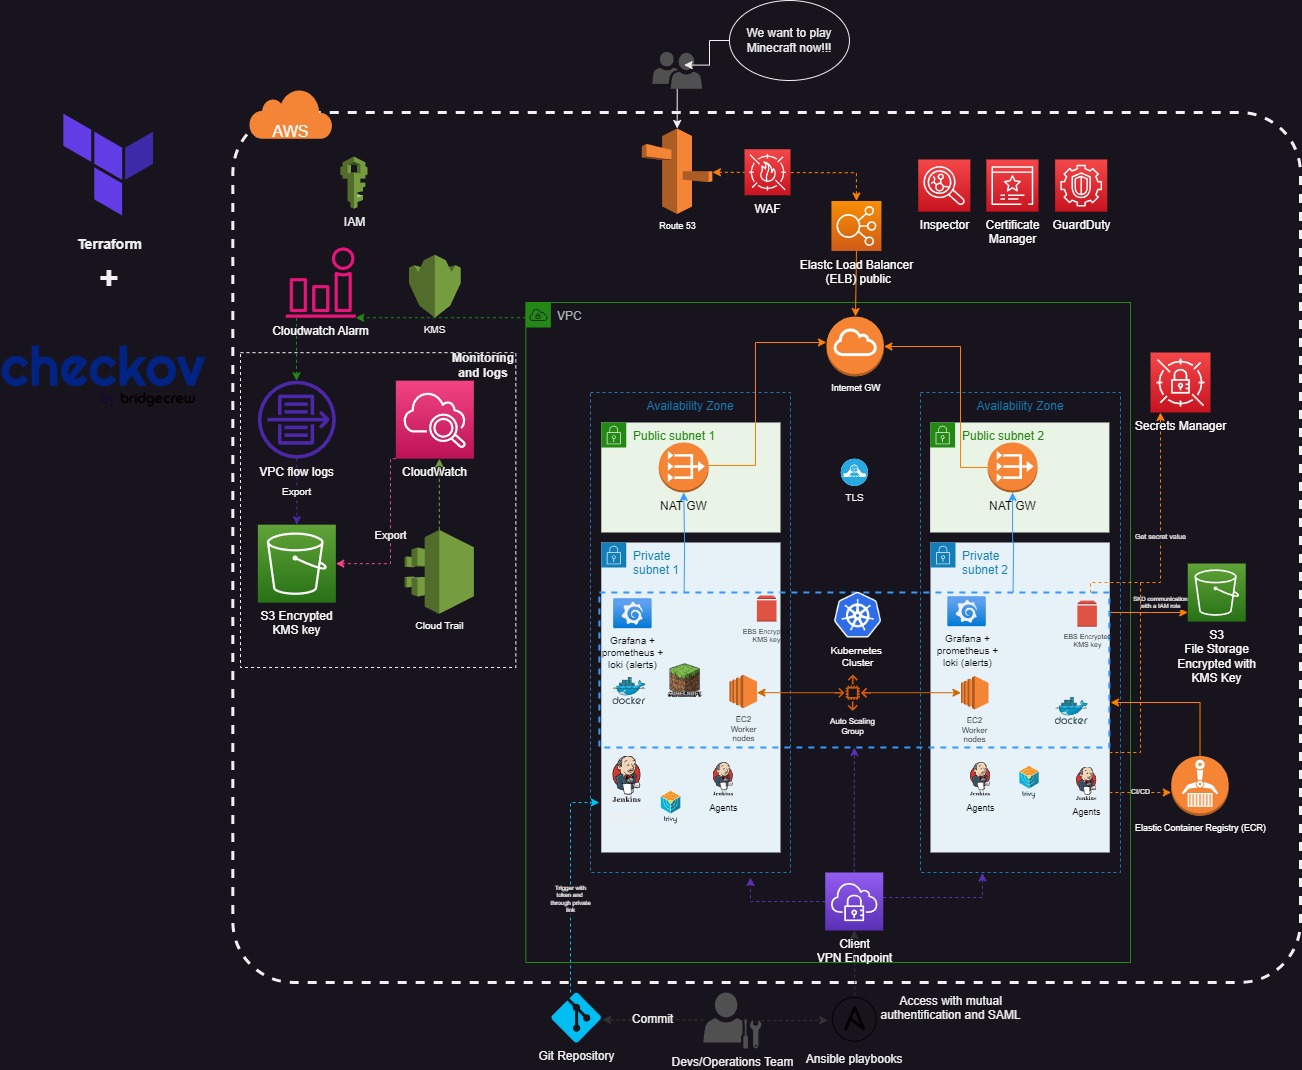 We want to play
Minecraft now!!!
AWS
Terraform
+
checkov
by bridgecrew
IAM
Route 53
WAF
Elastc Load Balancer
(ELB) public
Inspector
Certificate
Manager
GuardDuty
Cloudwatch Alarm
KMS
VPC
Monitoring
and logs
VPC flow logs
CloudWatch
Export
Export
S3 Encrypted
KMS key
Cloud Trail
Internet GW
Availability Zone
Availability Zone
Public subnet 1
Public subnet 2
NAT GW
NAT GW
TLS
Secrets Manager
Get secret value
Private
subnet 1
Private
subnet 2
Grafana +
prometheus +
loki (alerts)
EBS Encryp
KMS key
Kubernetes
Cluster
Grafana +
prometheus +
loki (alerts)
EBS Encrypte
KMS key
SKD communication
with a IAM role
S3
File Storage
Encrypted with
KMS Key
docker
MINECRAFT
EC2
Worker
nodes
Auto Scaling
Group
EC2
Worker
nodes
docker
Jenkins
trivy
Jenkins
Agents
Jenkins
Agents
trivy
Jenkins
Agents
CI/CD
Elastic Container Registry (ECR)
Trigger with
token and
through private
link
Client
VPN Endpoint
Access with mutual
authentification and SAML
Commit
Git Repository
Devs/Operations Team
Ansible playbooks